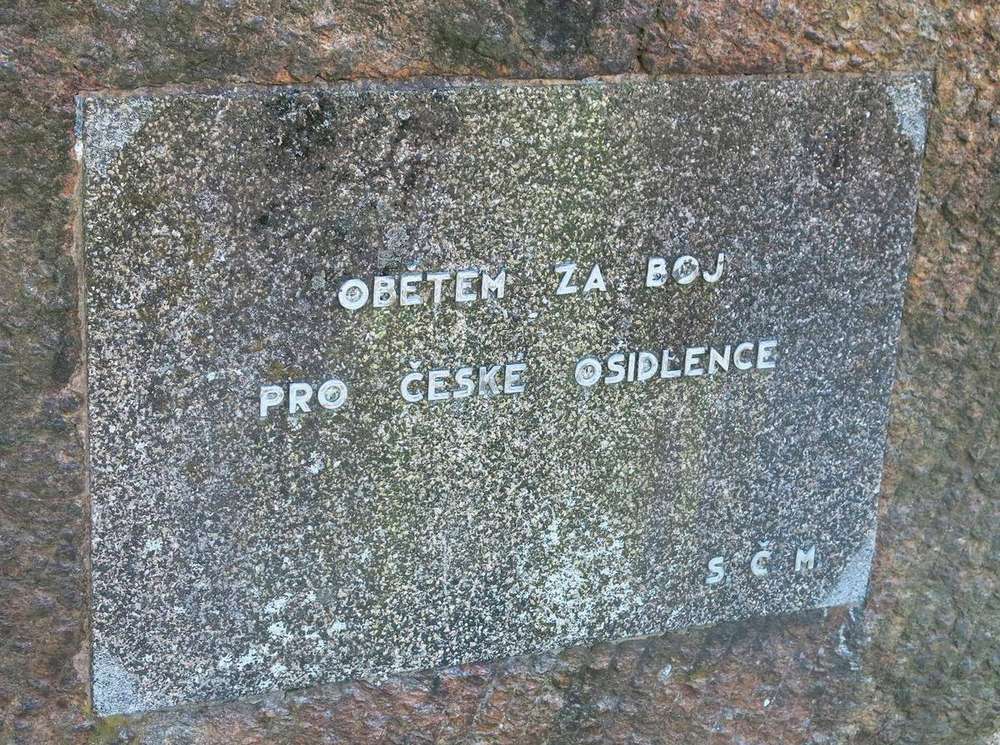 OBĚTEM ZA BOJ
PRO ČESKÉ OSIDLENCE
S Č M